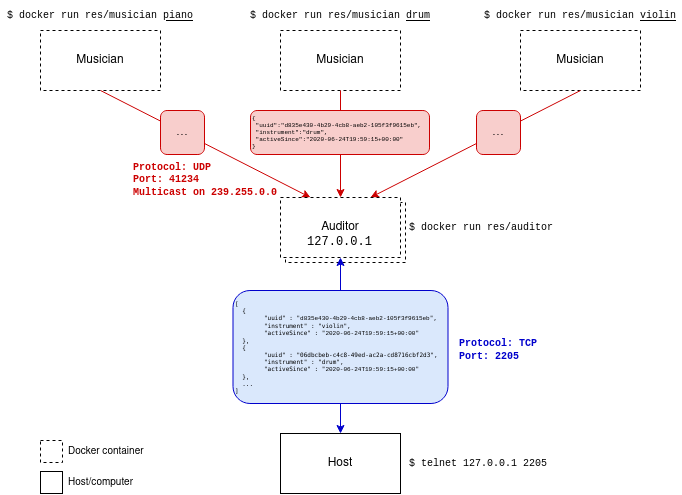 $ docker run res/musician piano
$ docker run res/musician drum
$ docker run res/musician violin
Musician
Musician
Musician
...
{
"uuid":"d835e430-4b29-4cb8-aeb2-105f3f9615eb",
"instrument":"drum",
"activeSince":"2020-06-24T19:59:15+00:00"
}
...
Protocol: UDP
Port: 41234
Multicast on 239.255.0.0
Auditor
127.0.0.1
$ docker run res/auditor
[
{
"uuid" : "d835e430-4b29-4cb8-aeb2-105f3f9615eb",
"instrument" : "violin",
"activeSince" : "2020-06-24T19:59:15+00:00"
},
{
"uuid" : "06dbcbeb-c4c8-49ed-ac2a-cd8716cbf2d3",
"instrument" : "drum",
"activeSince" : "2020-06-24T19:59:15+00:00"
},
...
]
Protocol: TCP
Port: 2205
Host
$ telnet 127.0.0.1 2205
Docker container
Host/computer